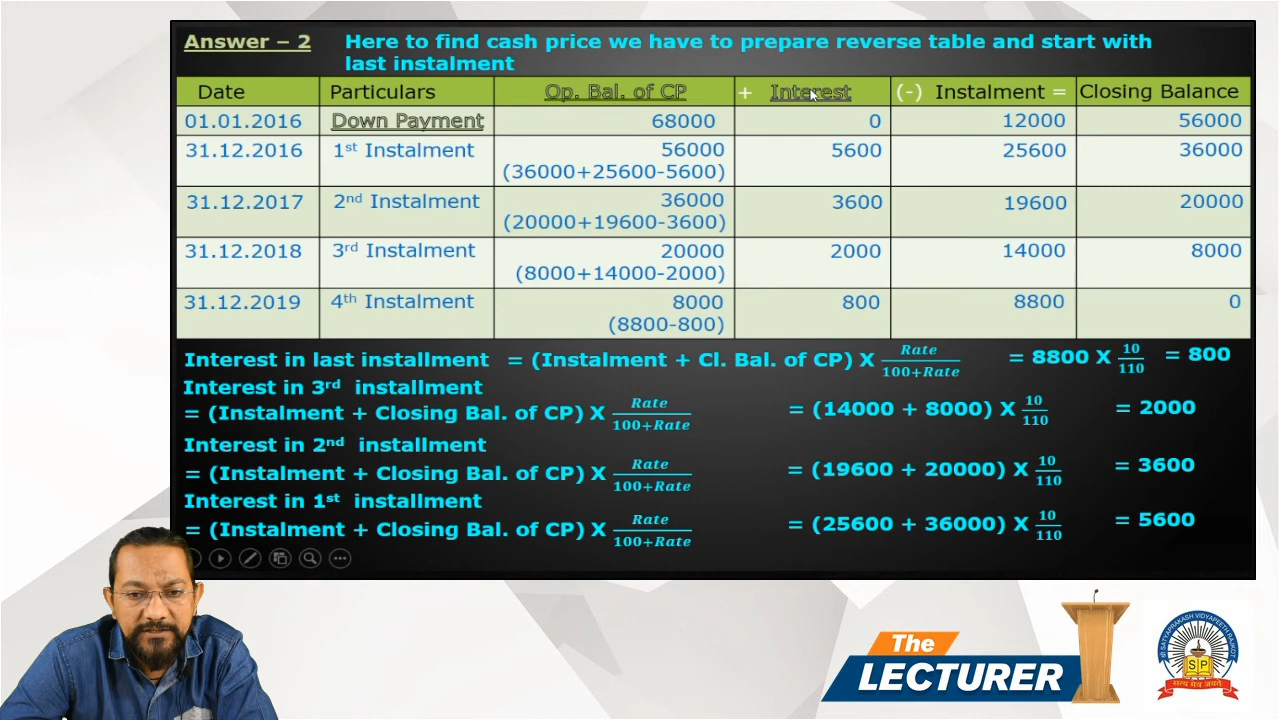 Answer – 2 Here to find cash price we have to prepare reverse table and start with
last instalment
Date Particulars Op. Bal. of CP + Interest (-) Instalment = Closing Balance
01.01.2016 Down Payment 68000 0 12000 56000
31.12.2016 1st Instalment 56000 5600 25600 36000
(36000+25600-5600)
31.12.2017 2nd Instalment 36000 3600 19600 20000
(20000+19600-3600)
31.12.2018 3rd Instalment 20000 2000 14000 8000
(8000+14000-2000)
31.12.2019 4th Instalment 8000 800 8800 0
(8800-800)
Interest in last installment = (Instalment + Cl. Bal. of CP) X Rate/100+Rate = 8800 X 10/110 = 800
Interest in 3rd installment
= (Instalment + Closing Bal. of CP) X Rate/100+Rate = (14000 + 8000) X 10/110 = 2000
Interest in 2nd installment
= (Instalment + Closing Bal. of CP) X Rate/100+Rate = (19600 + 20000) X 10/110 = 3600
Interest in 1st installment
= (Instalment + Closing Bal. of CP) X Rate/100+Rate = (25600 + 36000) X 10/110 = 5600
The
LECTURER
SATYAPRAKASH VIDYAPEETH RAJKOT
S P
सत्य मेव जयते